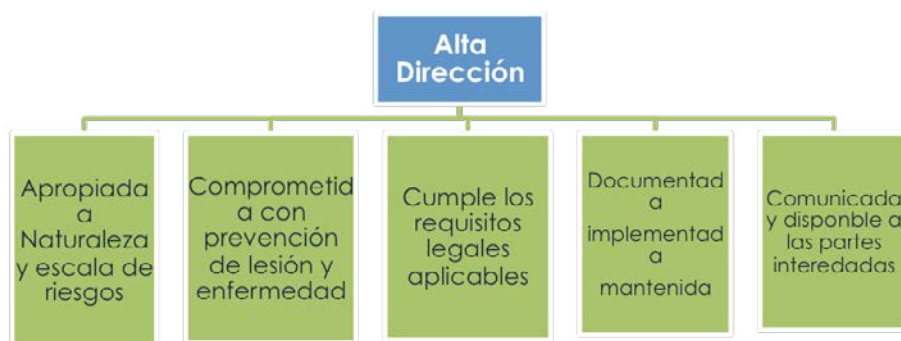 Alta
Dirección
Apropiada
a
Naturaleza
y escala de
riesgos
Comprometid
a con
prevención
de lesión y
enfermedad
Cumple los
requisitos
legales
aplicables
Documentad
a
implementad
a
mantenida
Comunicada
y disponble a
las partes
interedadas